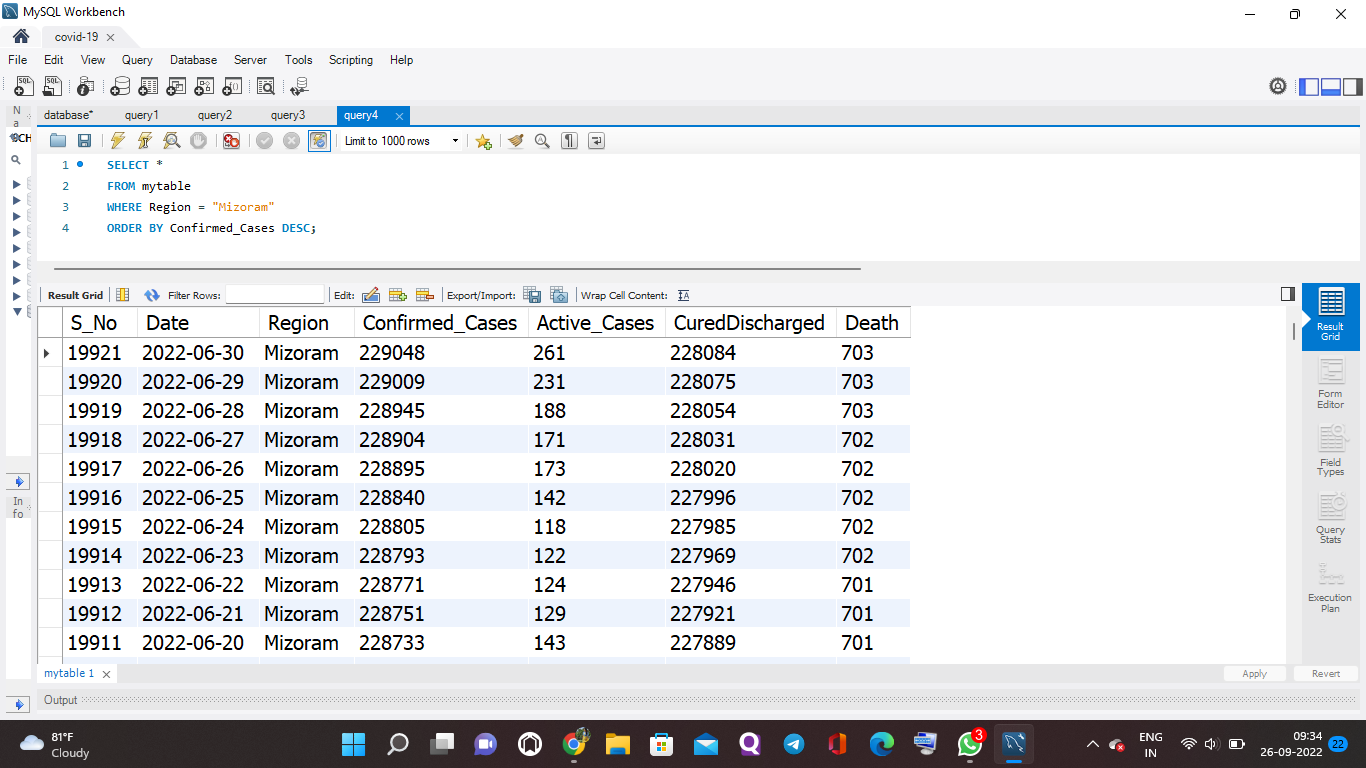 MySQL Workbench
covid-19
File Edit View Query Database Server Tools Scripting Help
N
a
database* query1 query2 query3 query4
SCH
Limit to 1000 rows
1 SELECT *
2 FROM mytable
3 WHERE Region = "Mizoram"
4 ORDER BY Confirmed_Cases DESC;
Result Grid Filter Rows: Edit: Export/Import: Wrap Cell Content:
S_No Date Region Confirmed_Cases Active_Cases CuredDischarged Death
19921 2022-06-30 Mizoram 229048 261 228084 703
19920 2022-06-29 Mizoram 229009 231 228075 703
19919 2022-06-28 Mizoram 228945 188 228054 703
19918 2022-06-27 Mizoram 228904 171 228031 702
19917 2022-06-26 Mizoram 228895 173 228020 702
19916 2022-06-25 Mizoram 228840 142 227996 702
19915 2022-06-24 Mizoram 228805 118 227985 702
19914 2022-06-23 Mizoram 228793 122 227969 702
19913 2022-06-22 Mizoram 228771 124 227946 701
19912 2022-06-21 Mizoram 228751 129 227921 701
19911 2022-06-20 Mizoram 228733 143 227889 701
Result
Grid
Form
Editor
Field
Types
Query
Stats
Execution
Plan
In
fo
mytable 1
Apply Revert
Output
81°F
Cloudy
3
ENG
IN
09:34
26-09-2022
22